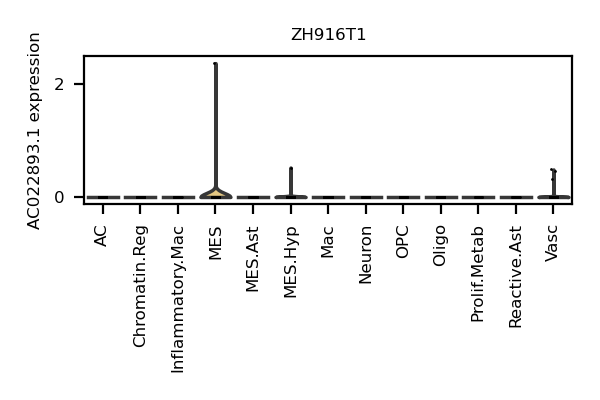 ZH916T1
AC022893.1 expression
2
0
AC
Chromatin.Reg
Inflammatory.Mac
MES
MES.Ast
MES.Hyp
Mac
Neuron
OPC
Oligo
Prolif.Metab
Reactive.Ast
Vasc